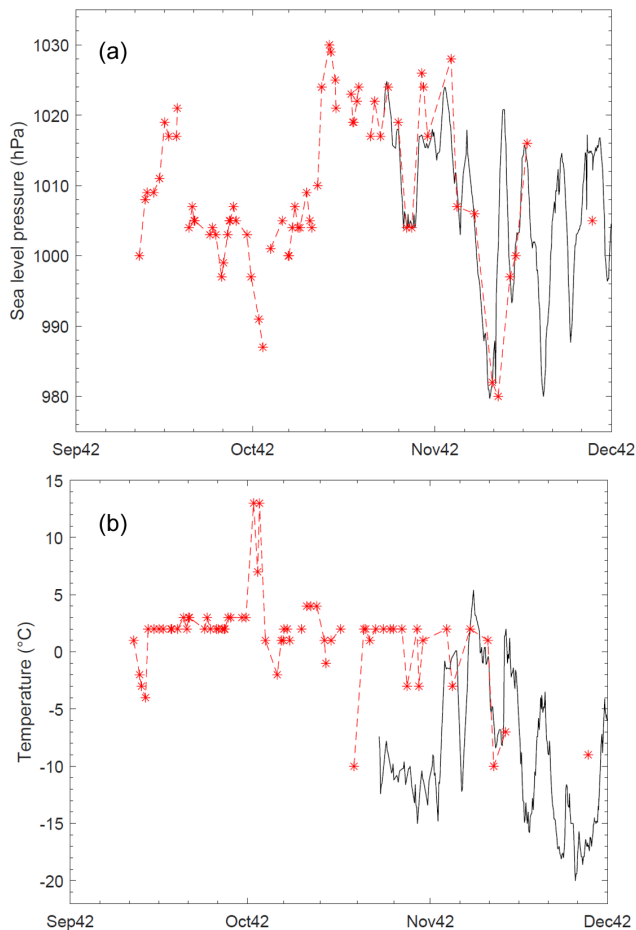 (a)
Sea level pressure (hPa)
1030
1020
1010
1000
990
980
Sep42
Oct42
Nov42
Dec42
(b)
Temperature (°C)
15
10
5
0
-5
-10
-15
-20
Sep42
Oct42
Nov42
Dec42